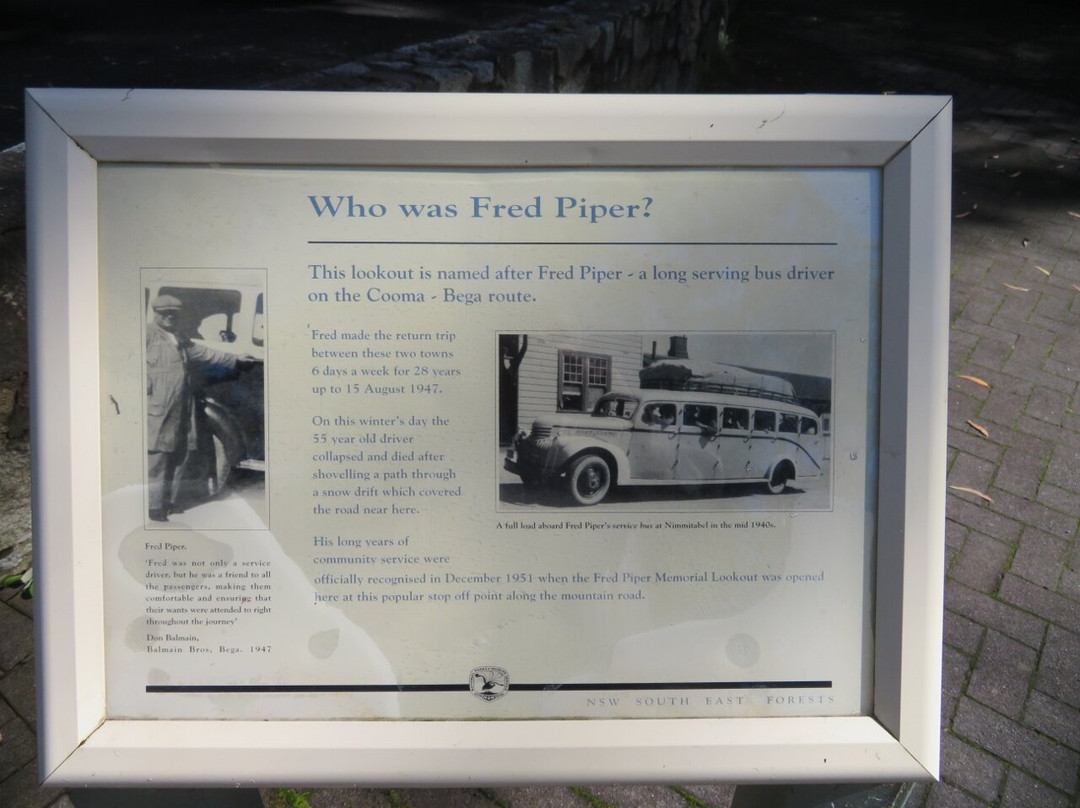 Who was Fred Piper?
This lookout is named after Fred Piper - a long serving bus driver
on the Cooma - Bega route.
'Fred made the return trip
between these two towns
6 days a week for 28 years
up to 15 August 1947.
On this winter's day the
55 year old driver
collapsed and died after
shovelling a path through
a snow drift which covered
the road near here.
His long years of
community service were
officially recognised in December 1951 when the Fred Piper Memorial Lookout was opened
here at this popular stop off point along the mountain road.
A full load aboard Fred Piper's service bus at Nimmitabel in the mid 1940s.
Fred Piper.
'Fred was not only a service
driver, but he was a friend to all
the passengers, making them
comfortable and ensuring that
their wants were attended to right
throughout the journey'
Don Balmain,
Balmain Bros, Bega. 1947
NSW SOUTH EAST FORESTS